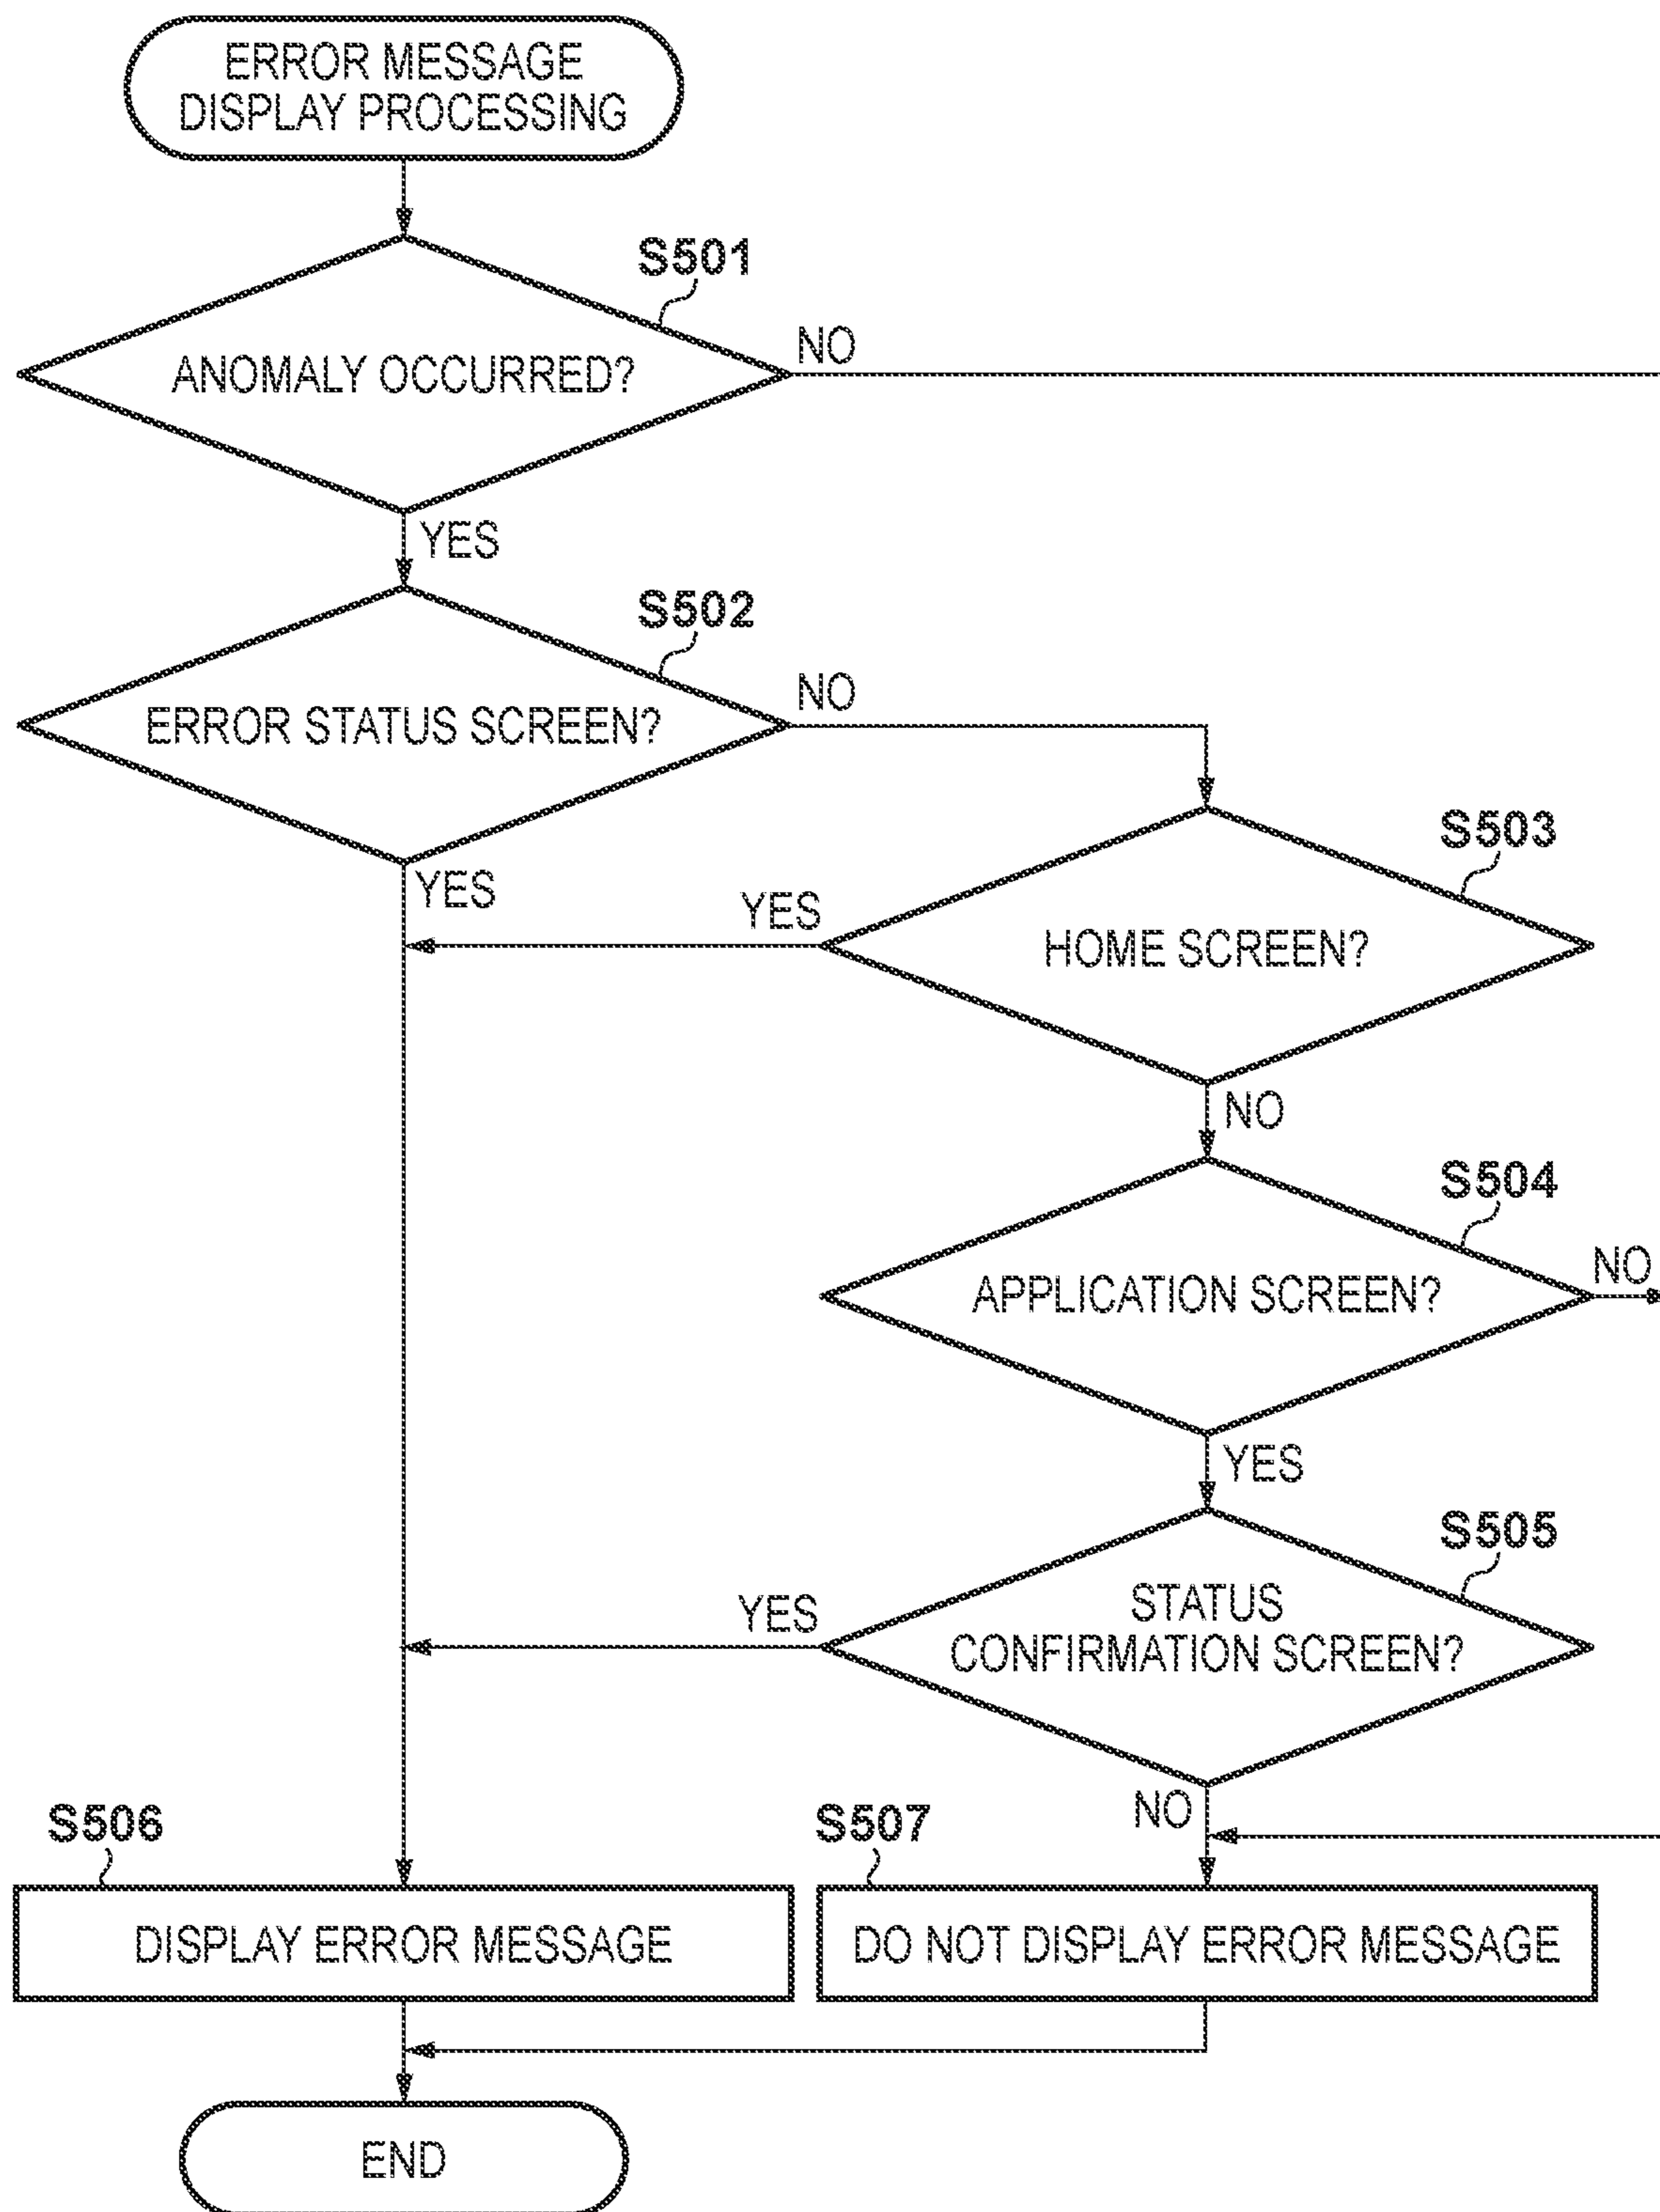 ERROR MESSAGE
DISPLAY PROCESSING
S501
ANOMALY OCCURRED?
NO
YES
S502
ERROR STATUS SCREEN?
NO
YES
S503
HOME SCREEN?
YES
NO
S504
APPLICATION SCREEN?
NO
YES
S505
STATUS
CONFIRMATION SCREEN?
YES
NO
S506
DISPLAY ERROR MESSAGE
S507
DO NOT DISPLAY ERROR MESSAGE
END